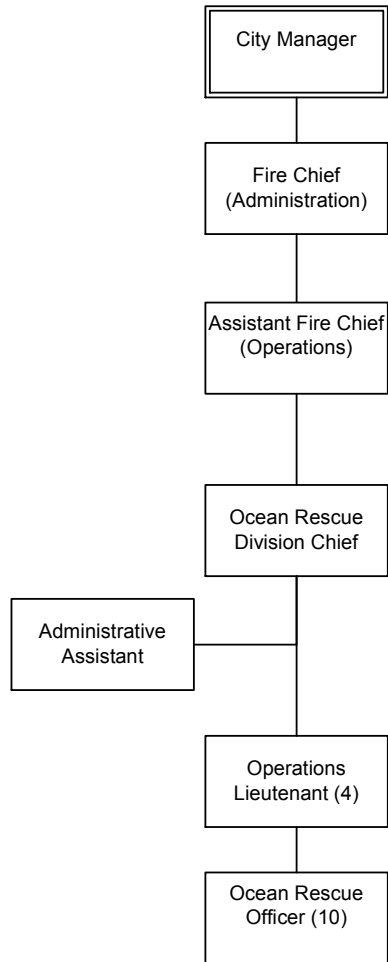 City Manager
Fire Chief
(Administration)
Assistant Fire Chief
(Operations)
Ocean Rescue
Division Chief
Administrative
Assistant
Operations
Lieutenant (4)
Ocean Rescue
Officer (10)